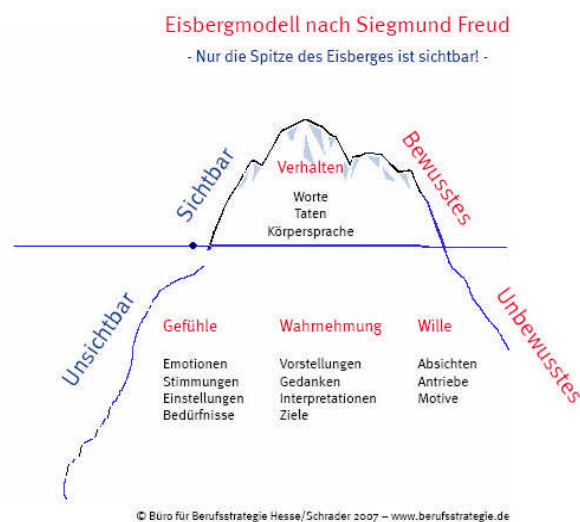 Eisbergmodell nach Siegmund Freud
- Nur die Spitze des Eisberges ist sichtbar! -
Sichtbar
Bewusstes
Verhalten
Worte
Taten
Körpersprache
Unsichtbar
Unbewusstes
Gefühle
Emotionen
Stimmungen
Einstellungen
Bedürfnisse
Wahrnehmung
Vorstellungen
Gedanken
Interpretationen
Ziele
Wille
Absichten
Antriebe
Motive
© Büro für Berufsstrategie Hesse/Schrader 2007 – www.berufsstrategie.de